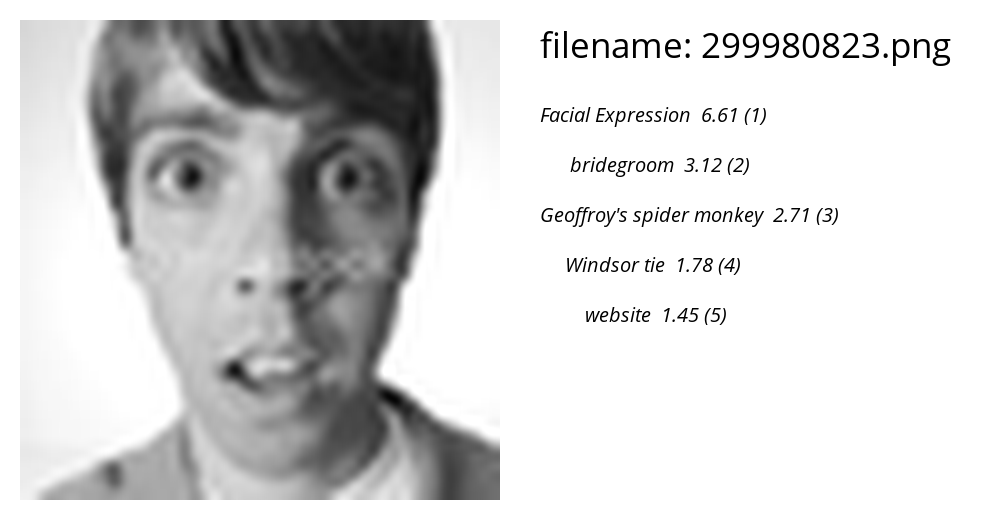 filename: 299980823.png
Facial Expression 6.61 (1)
bridegroom 3.12 (2)
Geoffroy's spider monkey 2.71 (3)
Windsor tie 1.78 (4)
website 1.45 (5)